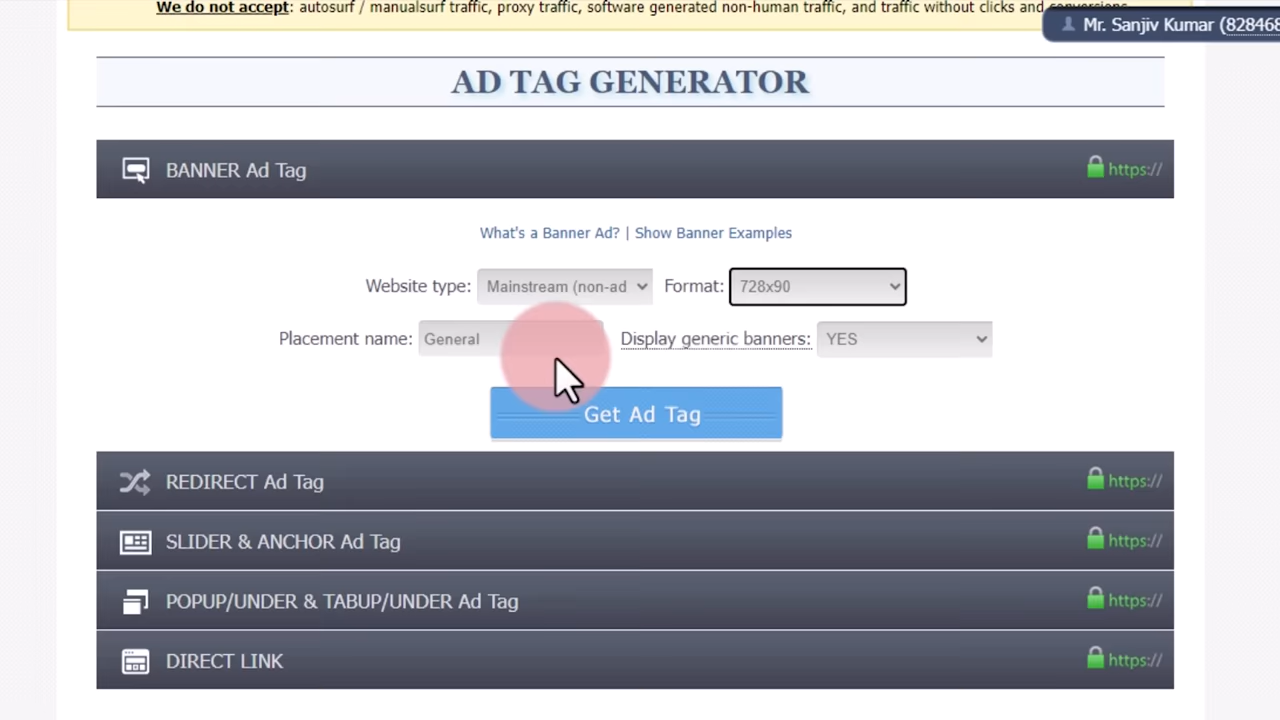 We do not accept: autosurf / manualsurf traffic, proxy traffic, software generated non-human traffic, and traffic without clicks and conversions.
Mr. Sanjiv Kumar (828468
AD TAG GENERATOR
BANNER Ad Tag https://
What's a Banner Ad? | Show Banner Examples
Website type: Mainstream (non-ad Format: 728x90
Placement name: General Display generic banners: YES
Get Ad Tag
REDIRECT Ad Tag https://
SLIDER & ANCHOR Ad Tag https://
POPUP/UNDER & TABUP/UNDER Ad Tag https://
DIRECT LINK https://